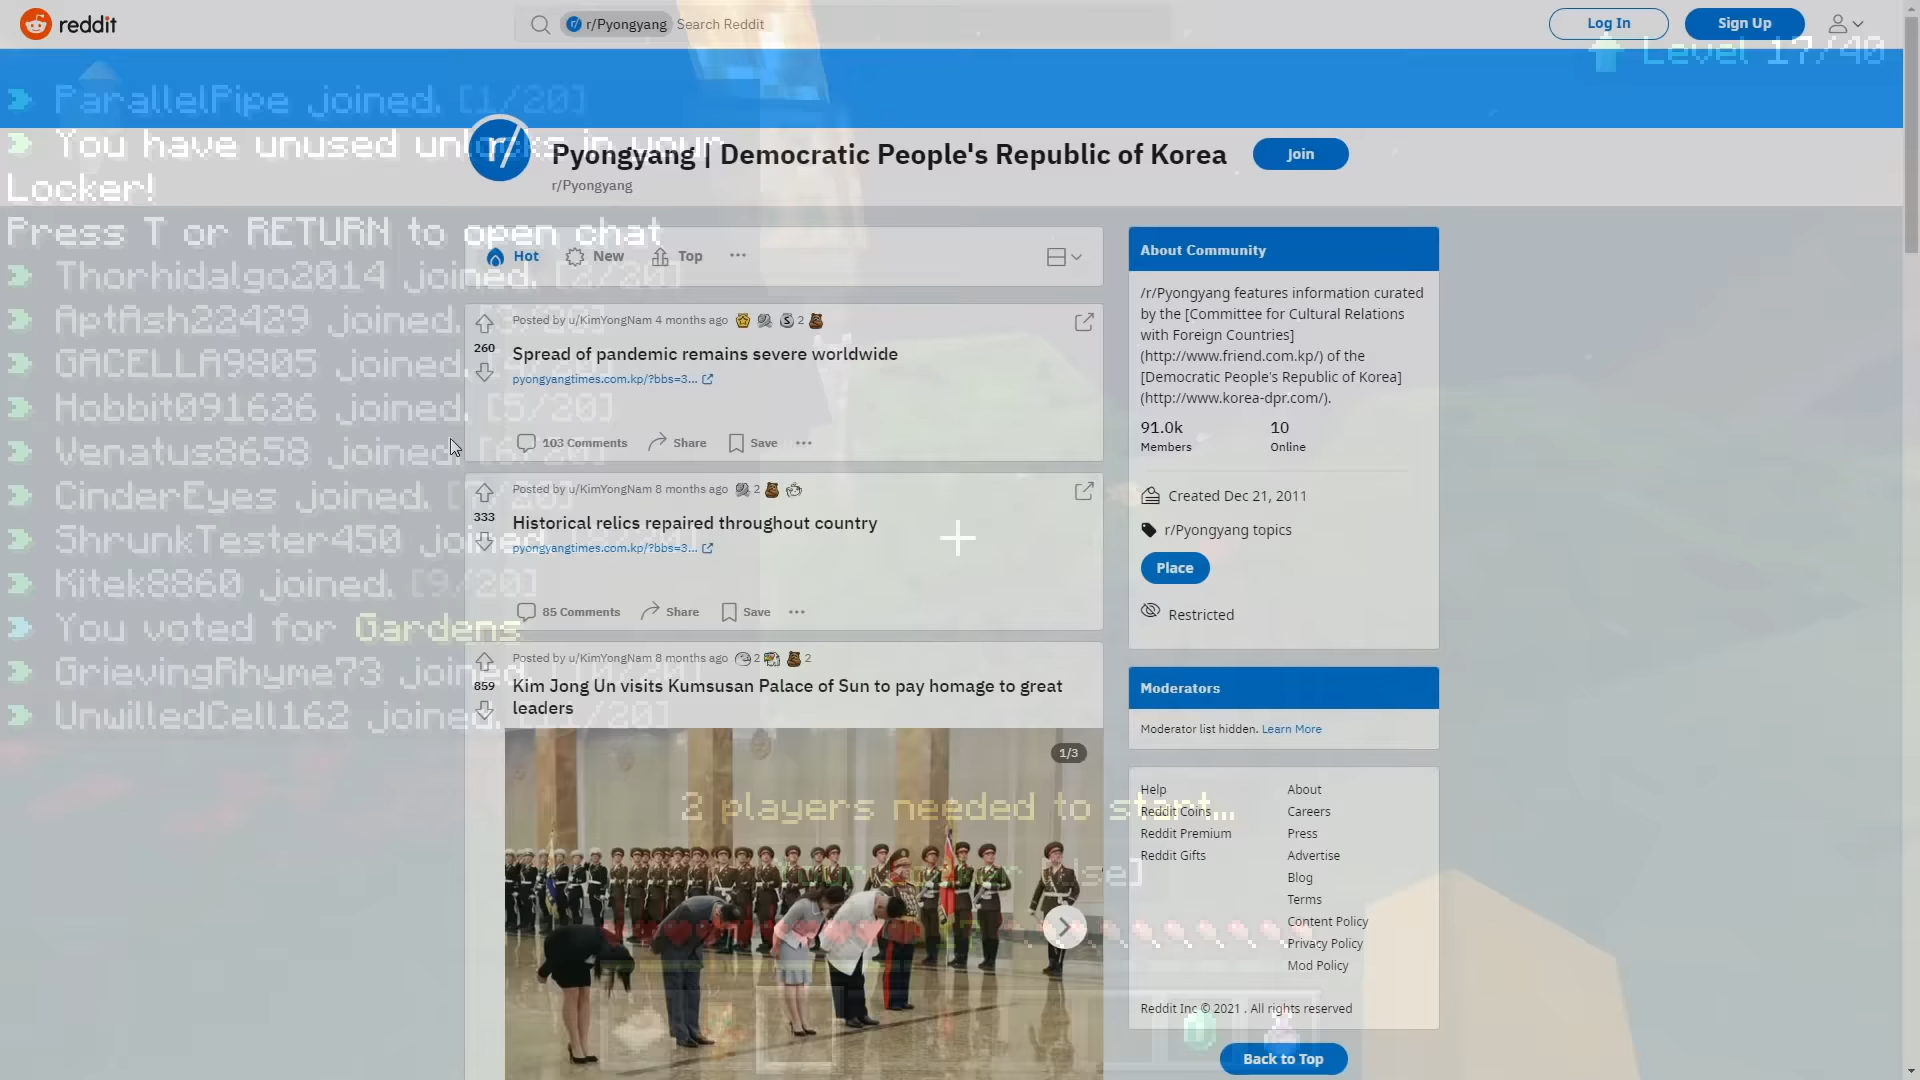 reddit
r/Pyongyang Search Reddit
Log In
Sign Up
Level 17/40
ParallelPipe joined. [1/20]
You have unused unlocks in your
Locker!
Press T or RETURN to open chat
Thorhidalgo2014 joined. [2/20]
AptAsh22429 joined.
GACELLA9805 joined.
Hobbit091626 joined. [5/20]
Venatus8658 joined. [6/20]
CinderEyes joined.
ShrunkTester450 joined
Kitek8860 joined. [9/20]
You voted for Gardens
GrievingRhyme73 joined.
UnwilledCell162 joined. [11/20]
r/
Pyongyang | Democratic People's Republic of Korea
Join
r/Pyongyang
Hot
New
Top
Posted by u/KimYongNam 4 months ago
2
260
Spread of pandemic remains severe worldwide
pyongyangtimes.com.kp/?bbs=3...
103 Comments
Share
Save
Posted by u/KimYongNam 8 months ago
2
333
Historical relics repaired throughout country
pyongyangtimes.com.kp/?bbs=3...
85 Comments
Share
Save
Posted by u/KimYongNam 8 months ago
2
2
859
Kim Jong Un visits Kumsusan Palace of Sun to pay homage to great
leaders
1/3
2 players needed to start...
About Community
/r/Pyongyang features information curated
by the [Committee for Cultural Relations
with Foreign Countries]
(http://www.friend.com.kp/) of the
[Democratic People's Republic of Korea]
(http://www.korea-dpr.com/).
91.0k
Members
10
Online
Created Dec 21, 2011
r/Pyongyang topics
Place
Restricted
Moderators
Moderator list hidden. Learn More
Help
Reddit Coins
Reddit Premium
Reddit Gifts
About
Careers
Press
Advertise
Blog
Terms
Content Policy
Privacy Policy
Mod Policy
Reddit Inc © 2021 . All rights reserved
Back to Top